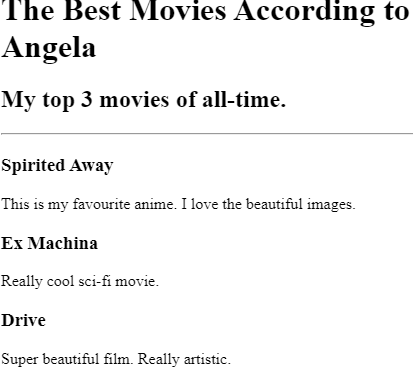 The Best Movies According to
Angela
My top 3 movies of all-time.
Spirited Away
This is my favourite anime. I love the beautiful images.
Ex Machina
Really cool sci-fi movie.
Drive
Super beautiful film. Really artistic.